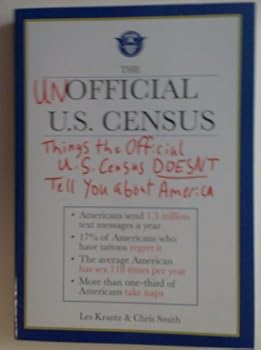 THE
UNOFFICIAL
U.S. CENSUS
Things the Official
U.S. Census DOESN'T
Tell You About America
• Americans send 1.5 trillion
text messages a year
• 17% of Americans who
have tattoos regret it
• The average American
has sex 118 times per year
• More than one-third of
Americans take naps
Les Krantz & Chris Smith